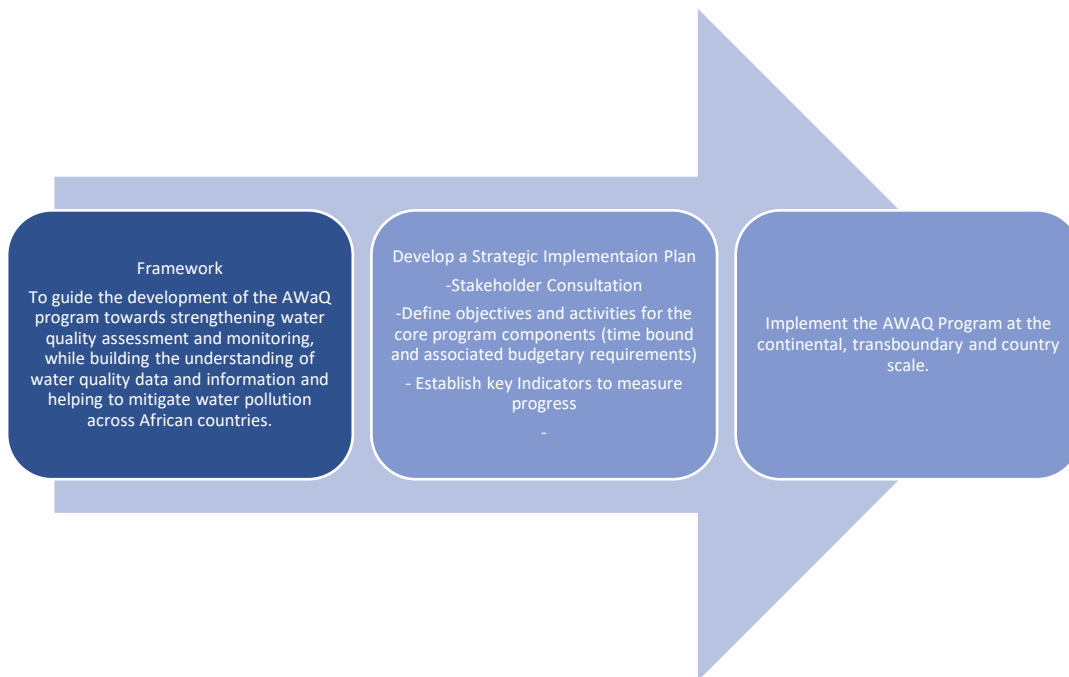 Framework
To guide the development of the AWaQ
program towards strengthening water
quality assessment and monitoring,
while building the understanding of
water quality data and information and
helping to mitigate water pollution
across African countries.
Develop a Strategic Implementaion Plan
-Stakeholder Consultation
-Define objectives and activities for the
core program components (time bound
and associated budgetary requirements)
- Establish key Indicators to measure
progress
-
Implement the AWAQ Program at the
continental, transboundary and country
scale.